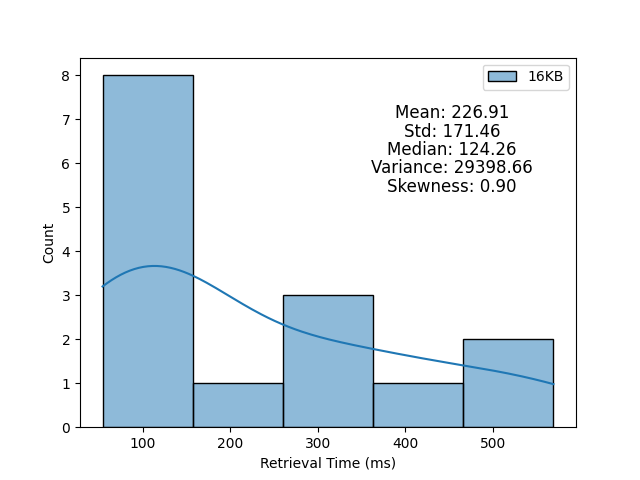 16KB
Mean: 226.91
Std: 171.46
Median: 124.26
Variance: 29398.66
Skewness: 0.90
Count
8
7
6
5
4
3
2
1
0
100 200 300 400 500
Retrieval Time (ms)